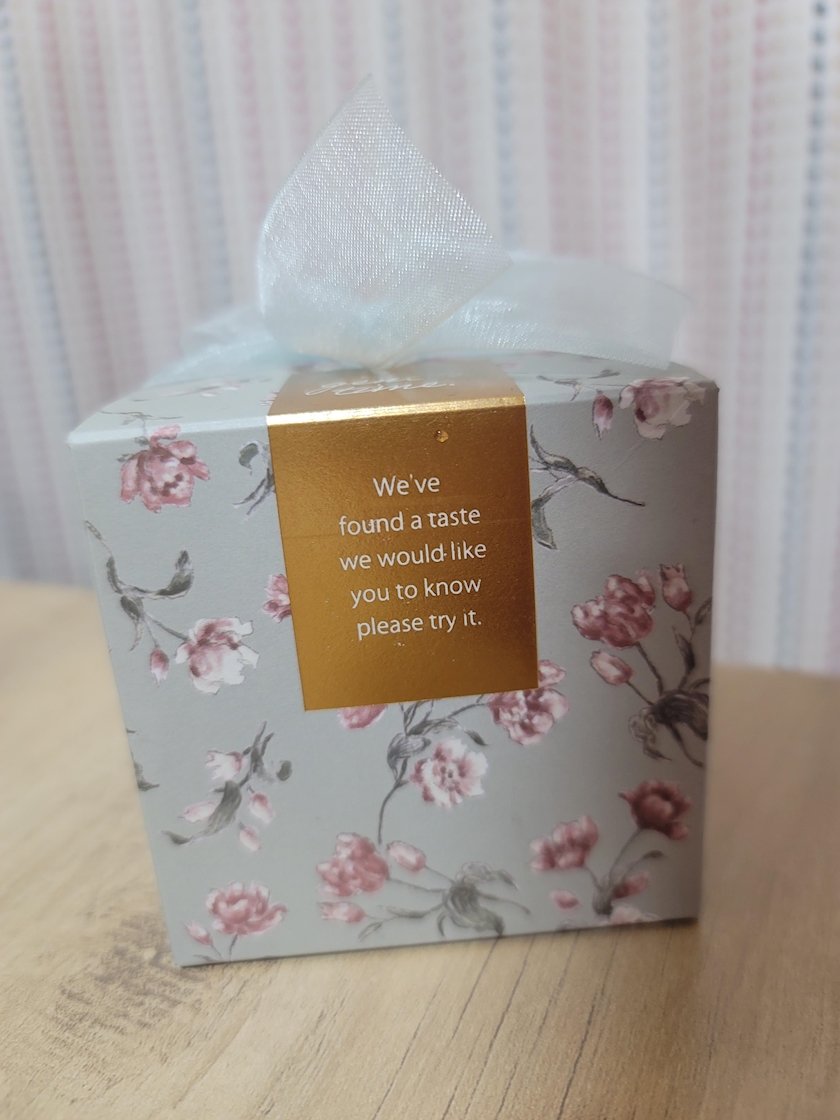 We've
found a taste
we would like
you to know
please try it.